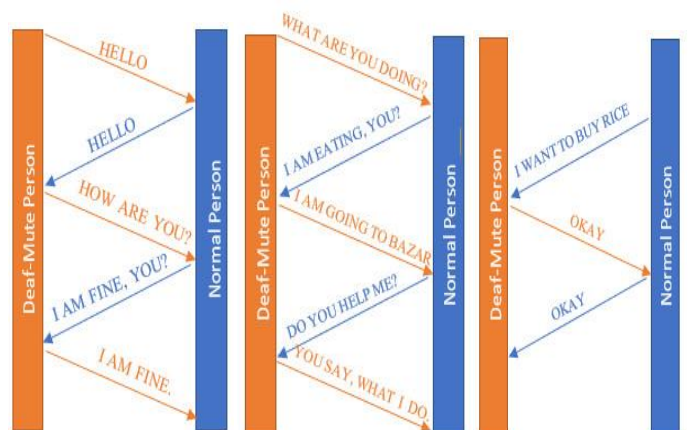 Deaf-Mute Person
HELLO
HELLO
HOW ARE YOU?
I AM FINE, YOU?
I AM FINE.
Normal Person
Deaf-Mute Person
WHAT ARE YOU DOING?
I AM EATING, YOU?
I AM GOING TO BAZAR
DO YOU HELP ME?
YOU SAY, WHAT I DO.
Normal Person
Deaf-Mute Person
I WANT TO BUY RICE
OKAY
OKAY
Normal Person